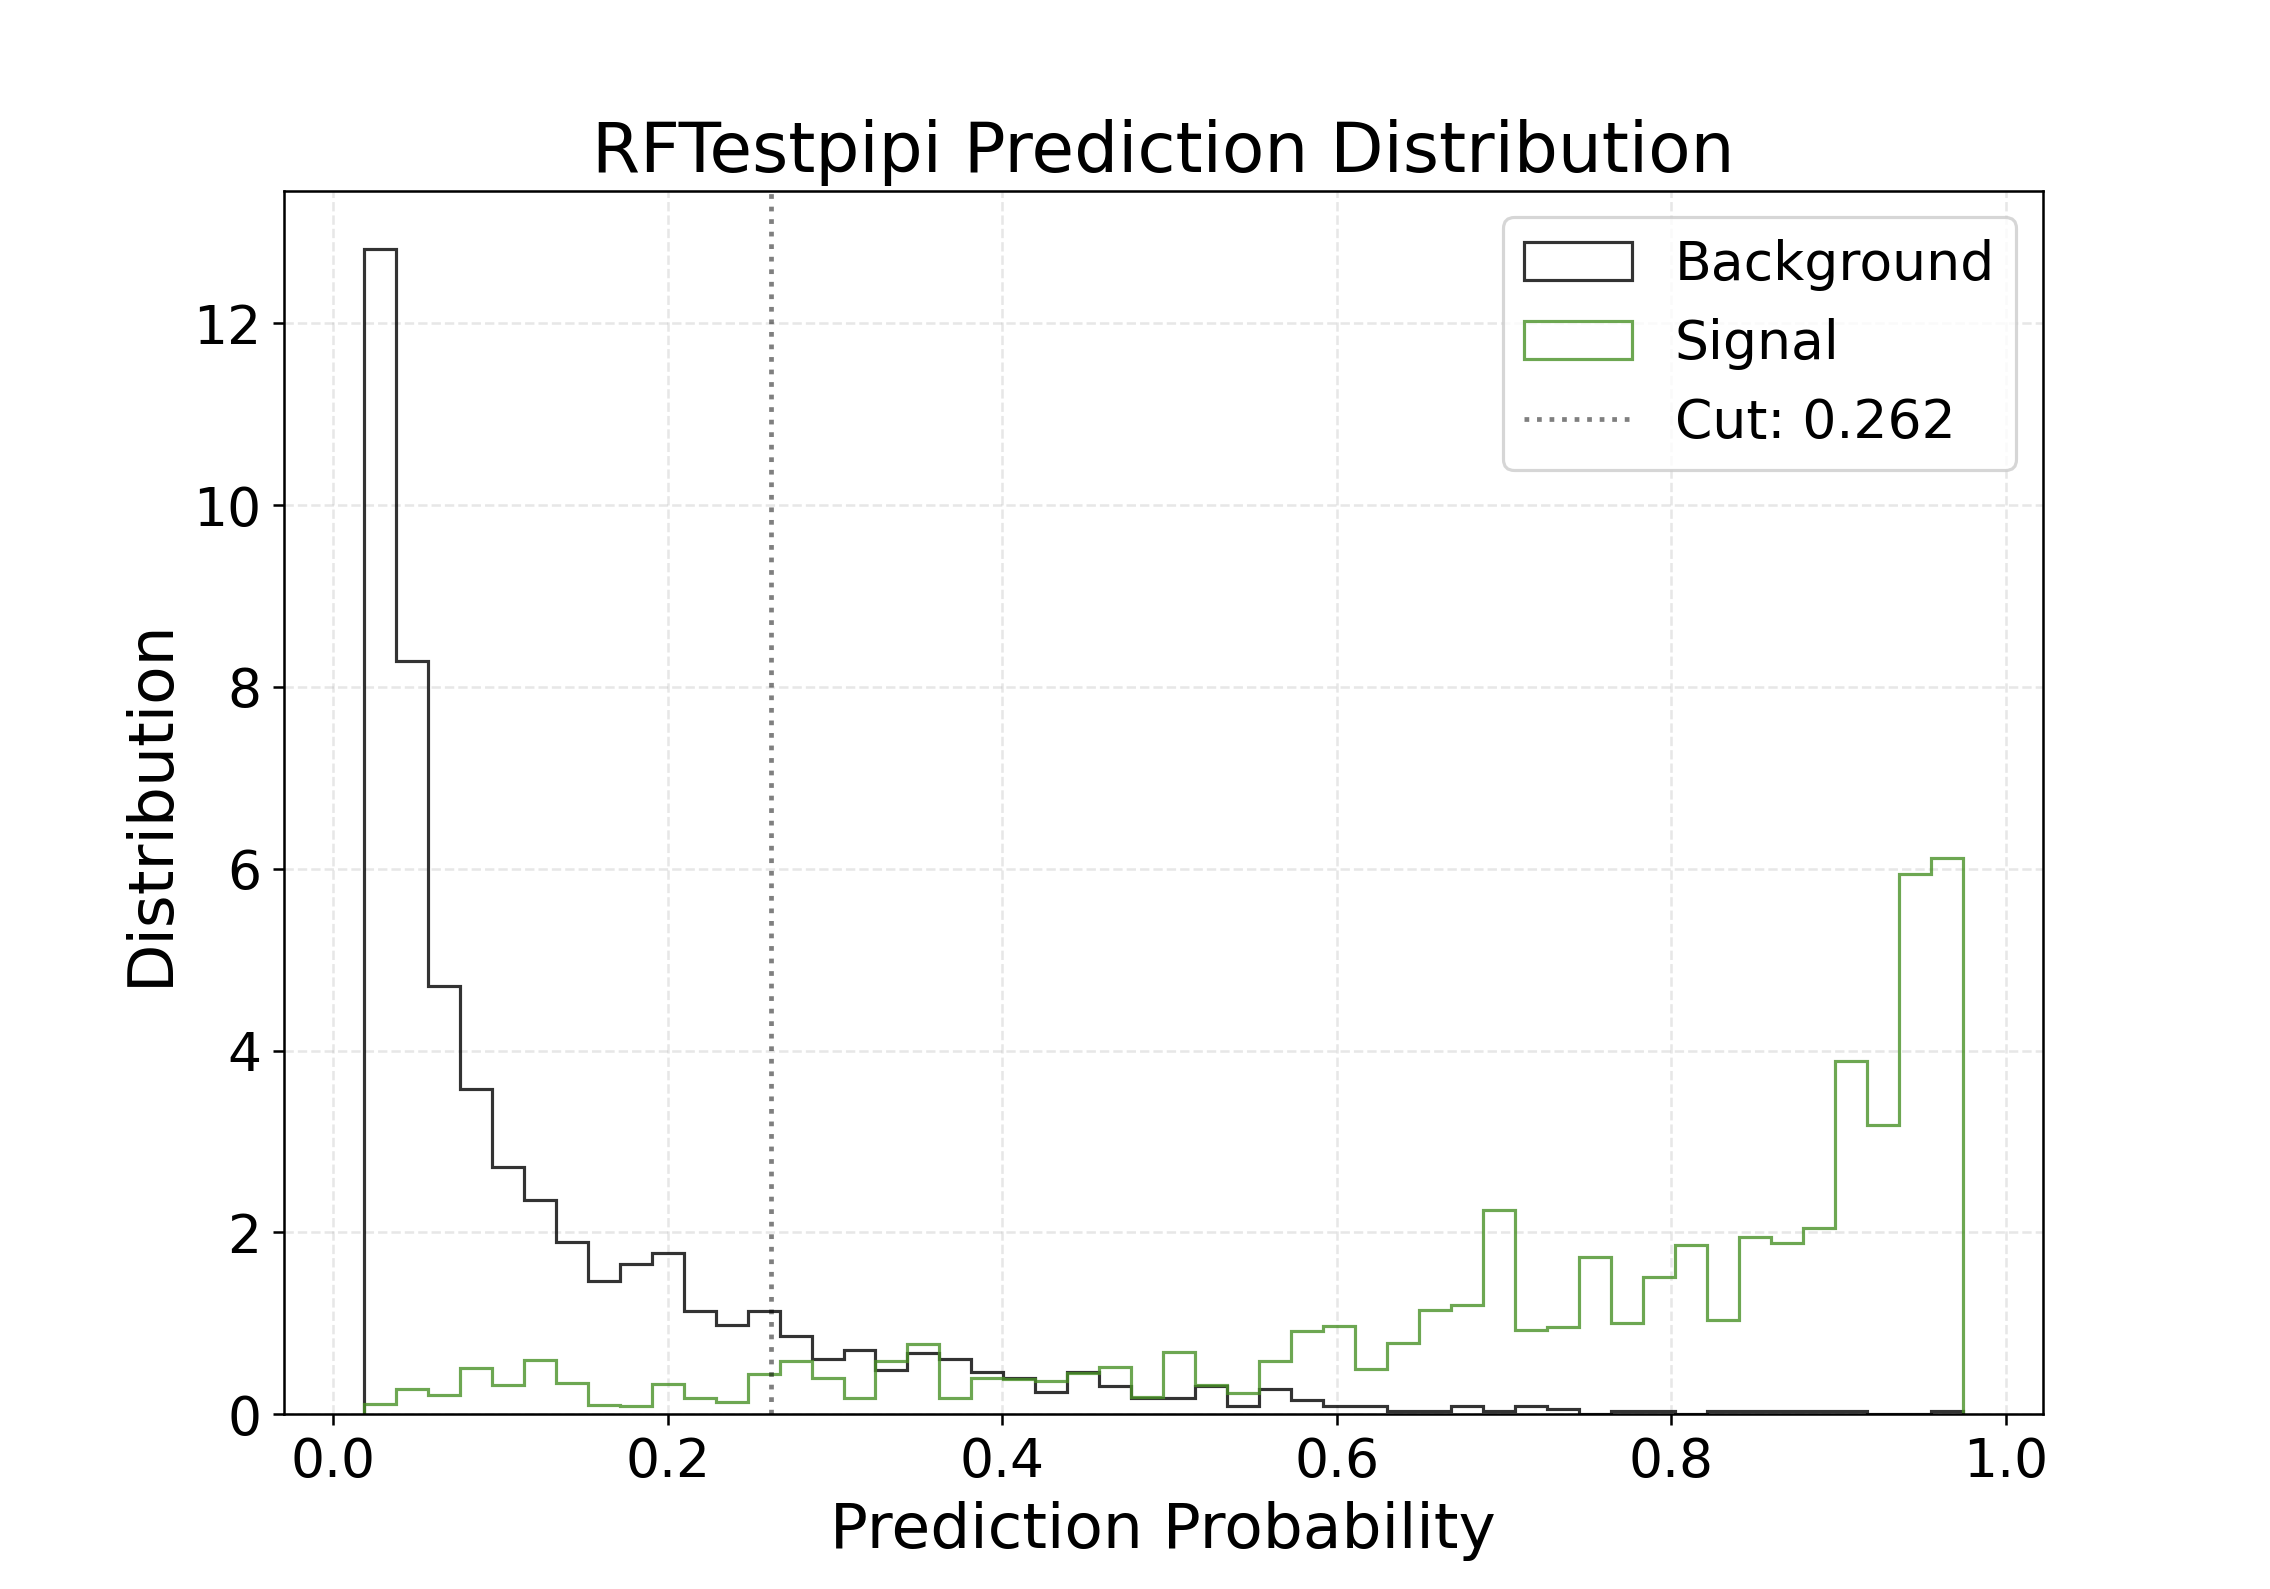 RFTestpipi Prediction Distribution
Background
Signal
Cut: 0.262
Distribution
12
10
8
6
4
2
0
0.0 0.2 0.4 0.6 0.8 1.0
Prediction Probability